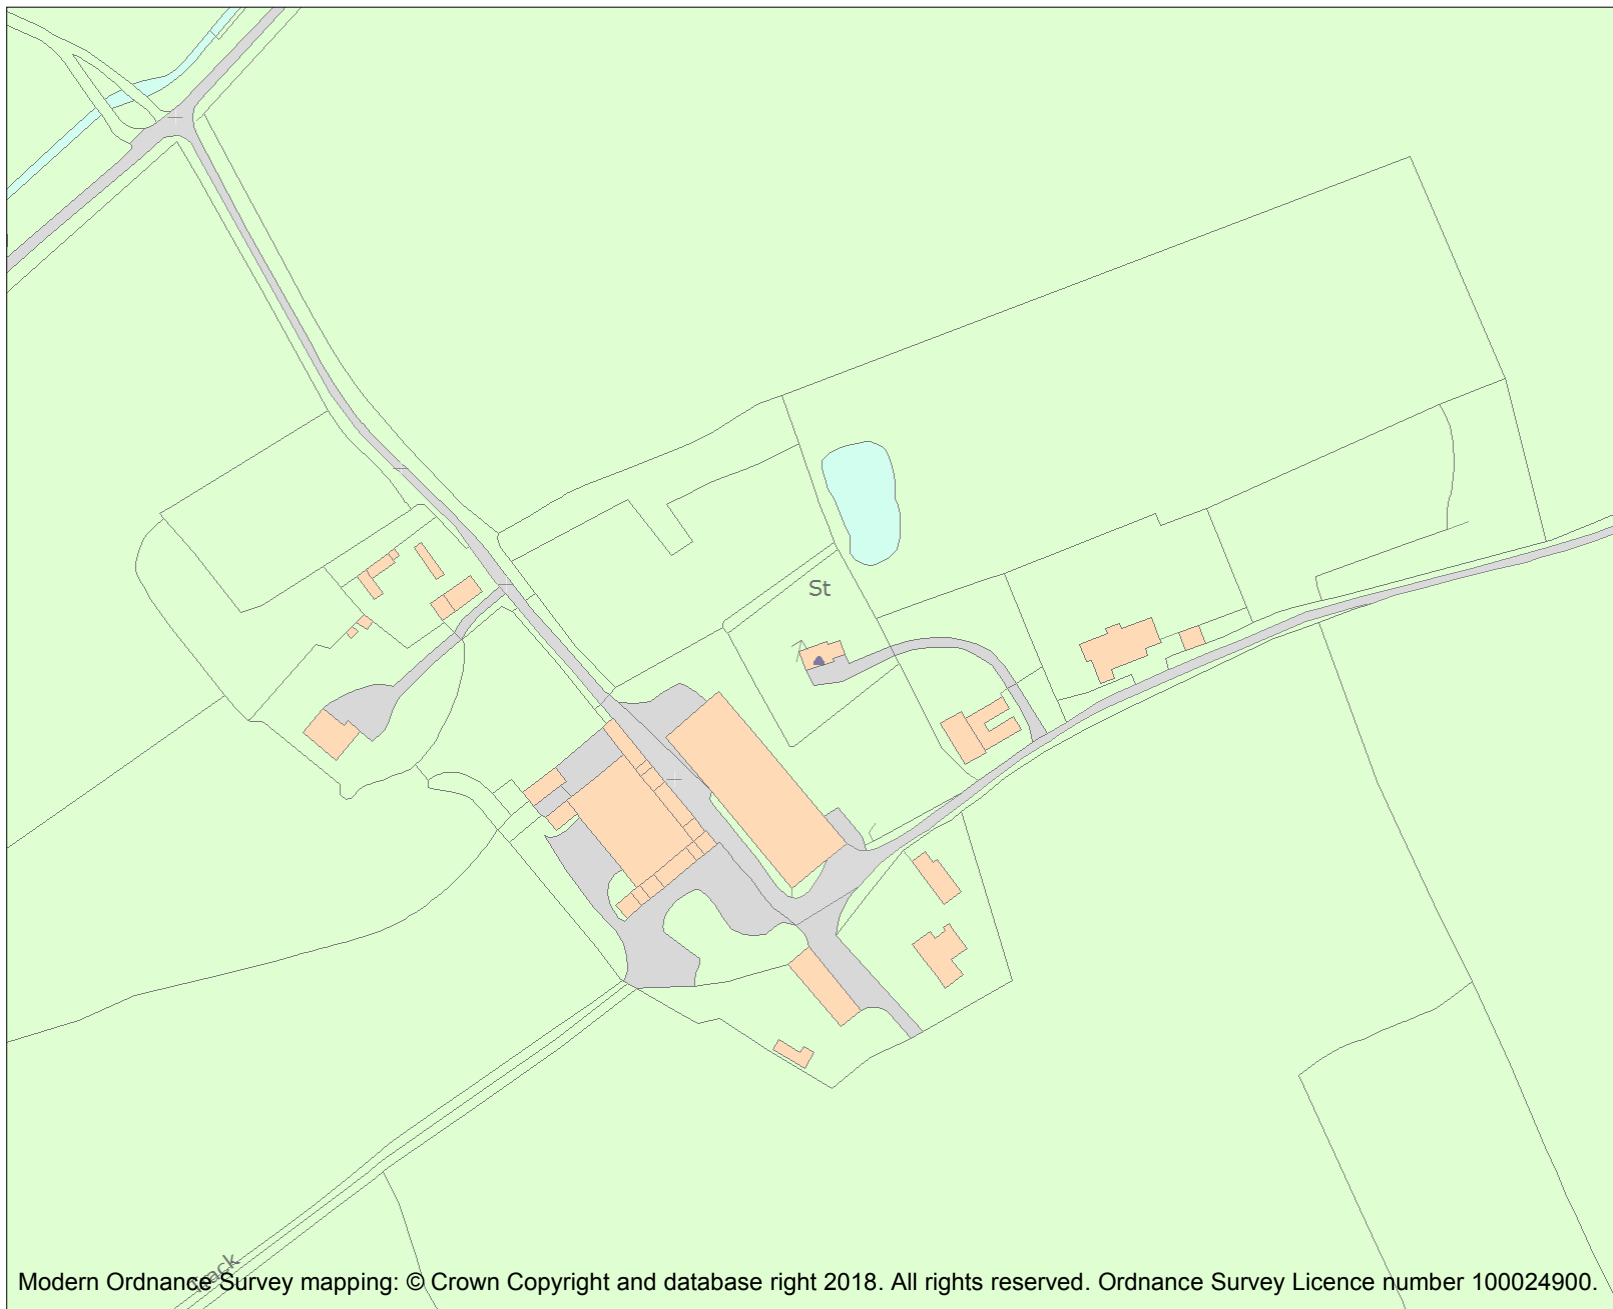 St
Track
Modern Ordnance Survey mapping: © Crown Copyright and database right 2018. All rights reserved. Ordnance Survey Licence number 100024900.